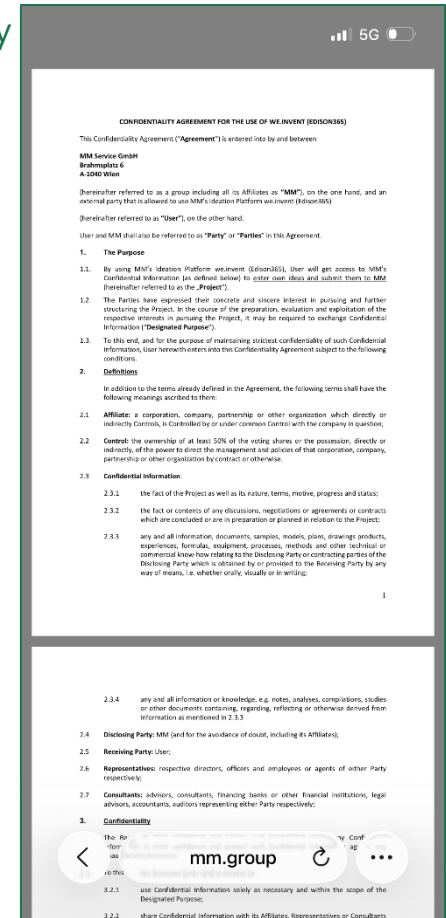 y
5G
CONFIDENTIALITY AGREEMENT FOR THE USE OF WE.INVENT (EDISON365)
This Confidentiality Agreement ("Agreement") is entered into by and between
MM Service GmbH
Brahmsplatz 6
A-1040 Wien
(hereinafter referred to as a group including all its Affiliates as "MM"), on the one hand, and an
external party that is allowed to use MM's Ideation Platform we.invent (Edison365)
(hereinafter referred to as "User"), on the other hand.
User and MM shall also be referred to as "Party" or "Parties" in this Agreement.
1. The Purpose
1.1. By using MM's Ideation Platform we.invent (Edison365), User will get access to MM's
Confidential Information (as defined below) to enter own ideas and submit them to MM
(hereinafter referred to as the „Project").
1.2. The Parties have expressed their concrete and sincere interest in pursuing and further
structuring the Project. In the course of the preparation, evaluation and exploitation of the
respective interests in pursuing the Project, it may be required to exchange Confidential
Information ("Designated Purpose").
1.3. To this end, and for the purpose of maintaining strictest confidentiality of such Confidential
Information, User herewith enters into this Confidentiality Agreement subject to the following
conditions.
2. Definitions
In addition to the terms already defined in the Agreement, the following terms shall have the
following meanings ascribed to them:
2.1 Affiliate: a corporation, company, partnership or other organization which directly or
indirectly Controls, is Controlled by or under common Control with the company in question;
2.2 Control: the ownership of at least 50% of the voting shares or the possession, directly or
indirectly, of the power to direct the management and policies of that corporation, company,
partnership or other organization by contract or otherwise.
2.3 Confidential Information:
2.3.1 the fact of the Project as well as its nature, terms, motive, progress and status;
2.3.2 the fact or contents of any discussions, negotiations or agreements or contracts
which are concluded or are in preparation or planned in relation to the Project;
2.3.3 any and all information, documents, samples, models, plans, drawings products,
experiences, formulas, equipment, processes, methods and other technical or
commercial know-how relating to the Disclosing Party or contracting parties of the
Disclosing Party which is obtained by or provided to the Receiving Party by any
way of means, i.e. whether orally, visually or in writing;
1
2.3.4 any and all information or knowledge, e.g. notes, analyses, compilations, studies
or other documents containing, regarding, reflecting or otherwise derived from
information as mentioned in 2.3.3
2.4 Disclosing Party: MM (and for the avoidance of doubt, including its Affiliates);
2.5 Receiving Party: User;
2.6 Representatives: respective directors, officers and employees or agents of either Party
respectively;
2.7 Consultants: advisors, consultants, financing banks or other financial institutions, legal
advisors, accountants, auditors representing either Party respectively;
3. Confidentiality
The
mm.group
To this
3.2.1 use Confidential Information solely as necessary and within the scope of the
Designated Purpose;
3.2.2 share Confidential Information with its Affiliates, Representatives or Consultants